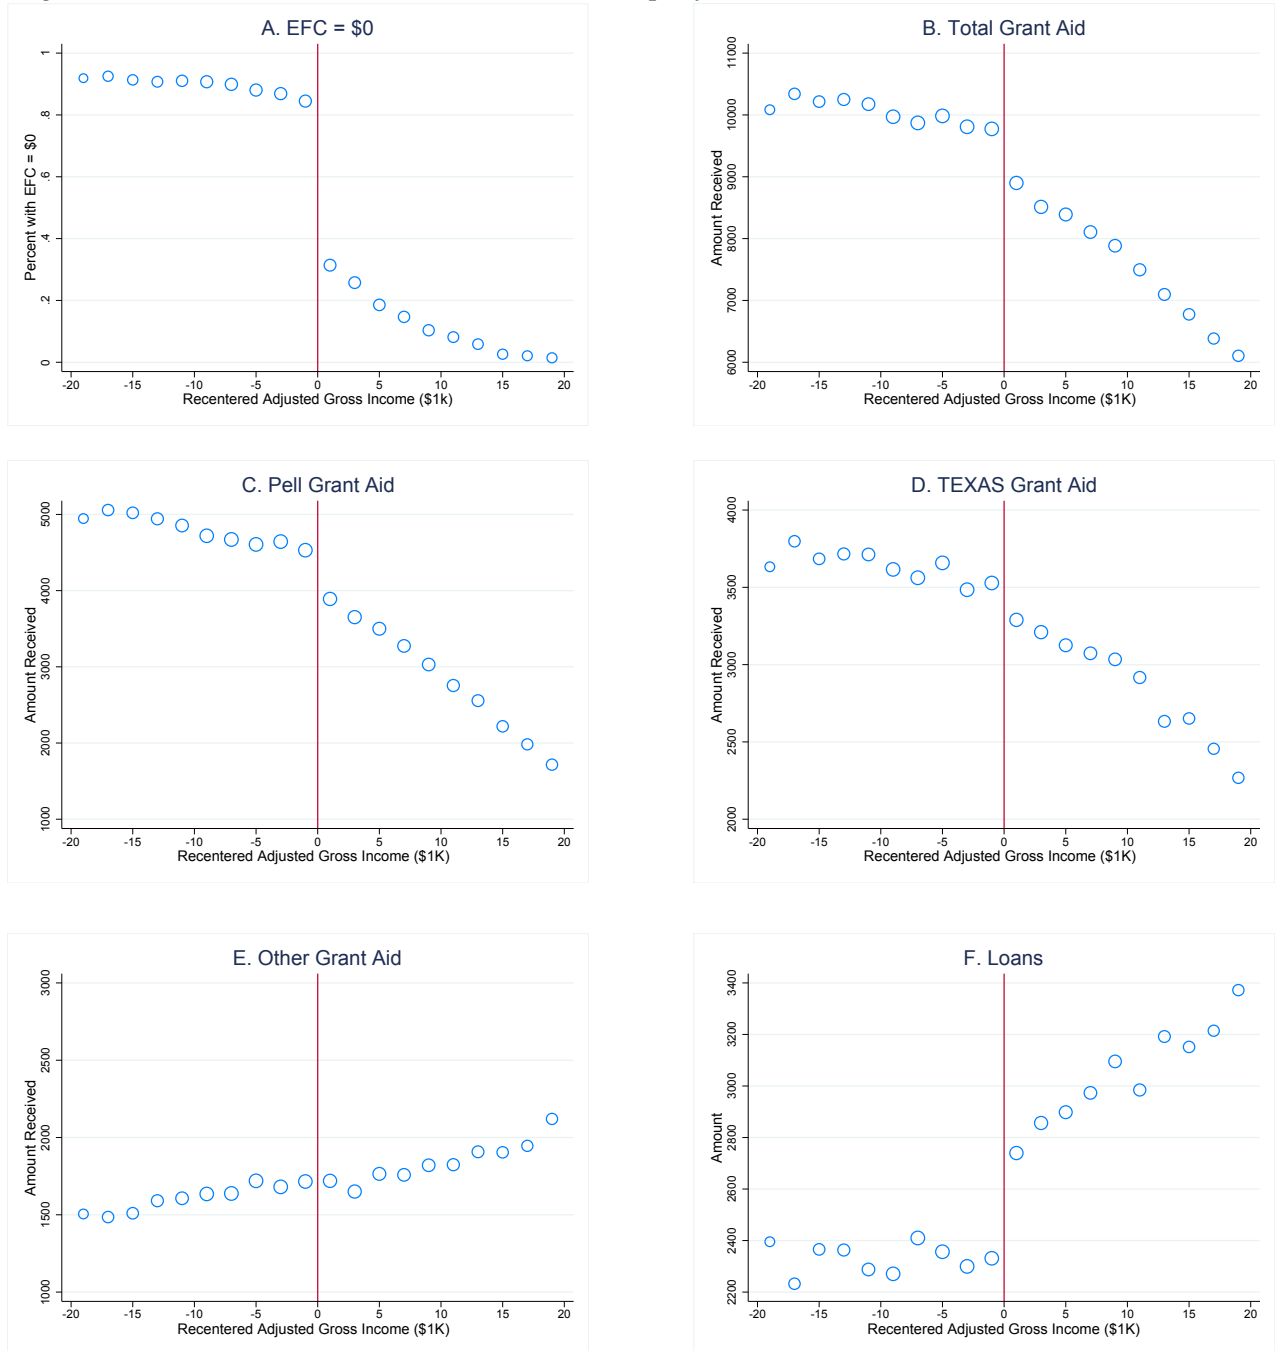 A. EFC = $0
Percent with EFC = $0
1
.8
.6
.4
.2
0
-20 -15 -10 -5 0 5 10 15 20
Recentered Adjusted Gross Income ($1k)
B. Total Grant Aid
Amount Received
11000
10000
9000
8000
7000
6000
-20 -15 -10 -5 0 5 10 15 20
Recentered Adjusted Gross Income ($1K)
C. Pell Grant Aid
Amount Received
5000
4000
3000
2000
1000
-20 -15 -10 -5 0 5 10 15 20
Recentered Adjusted Gross Income ($1K)
D. TEXAS Grant Aid
Amount Received
4000
3500
3000
2500
2000
-20 -15 -10 -5 0 5 10 15 20
Recentered Adjusted Gross Income ($1K)
E. Other Grant Aid
Amount Received
3000
2500
2000
1500
1000
-20 -15 -10 -5 0 5 10 15 20
Recentered Adjusted Gross Income ($1K)
F. Loans
Amount
3400
3200
3000
2800
2600
2400
2200
-20 -15 -10 -5 0 5 10 15 20
Recentered Adjusted Gross Income ($1K)